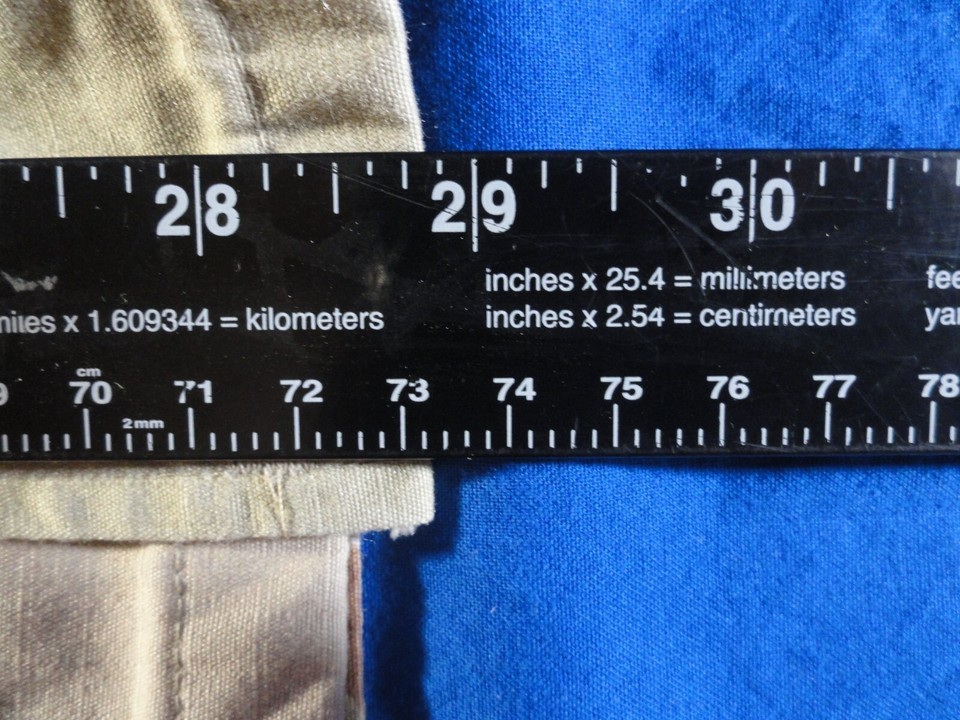 28 29 30
inches x 25.4 = millimeters
miles x 1.609344 = kilometers inches x 2.54 = centimeters
cm
70 71 72 73 74 75 76 77 78
2mm